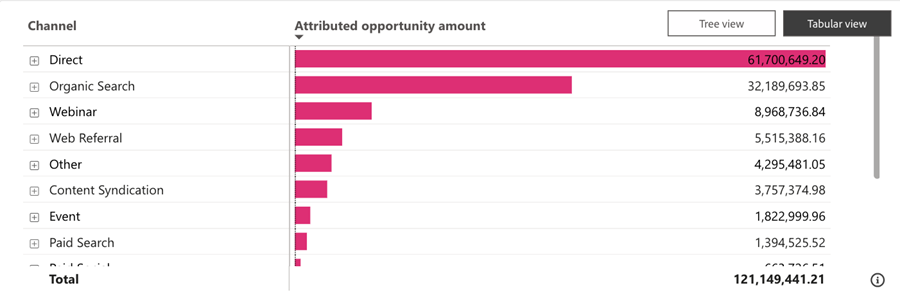 Channel Attributed opportunity amount Tree view Tabular view
Direct 61,700,649.20
Organic Search 32,189,693.85
Webinar 8,968,736.84
Web Referral 5,515,388.16
Other 4,295,481.05
Content Syndication 3,757,374.98
Event 1,822,999.96
Paid Search 1,394,525.52
Total 121,149,441.21